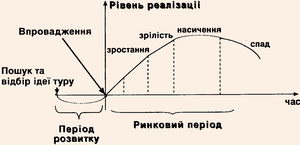 Рівень реалізації
Впровадження
насичення
зрілість
зростання
спад
Пошук та
відбір ідеї туру
час
Період
розвитку
Ринковий період